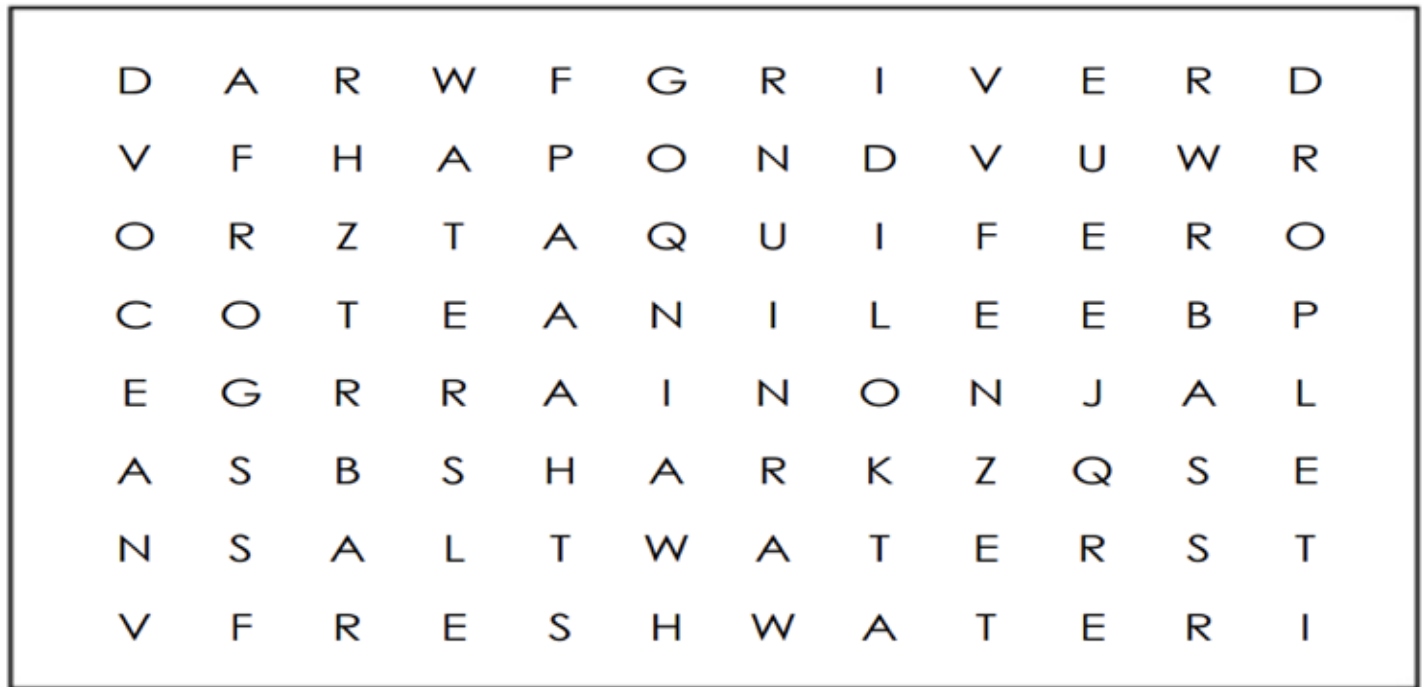 D A R W F G R I V E R D
V F H A P O N D V U W R
O R Z T A Q U I F E R O
C O T E A N I L E E B P
E G R R A I N O N J A L
A S B S H A R K Z Q S E
N S A L T W A T E R S T
V F R E S H W A T E R I